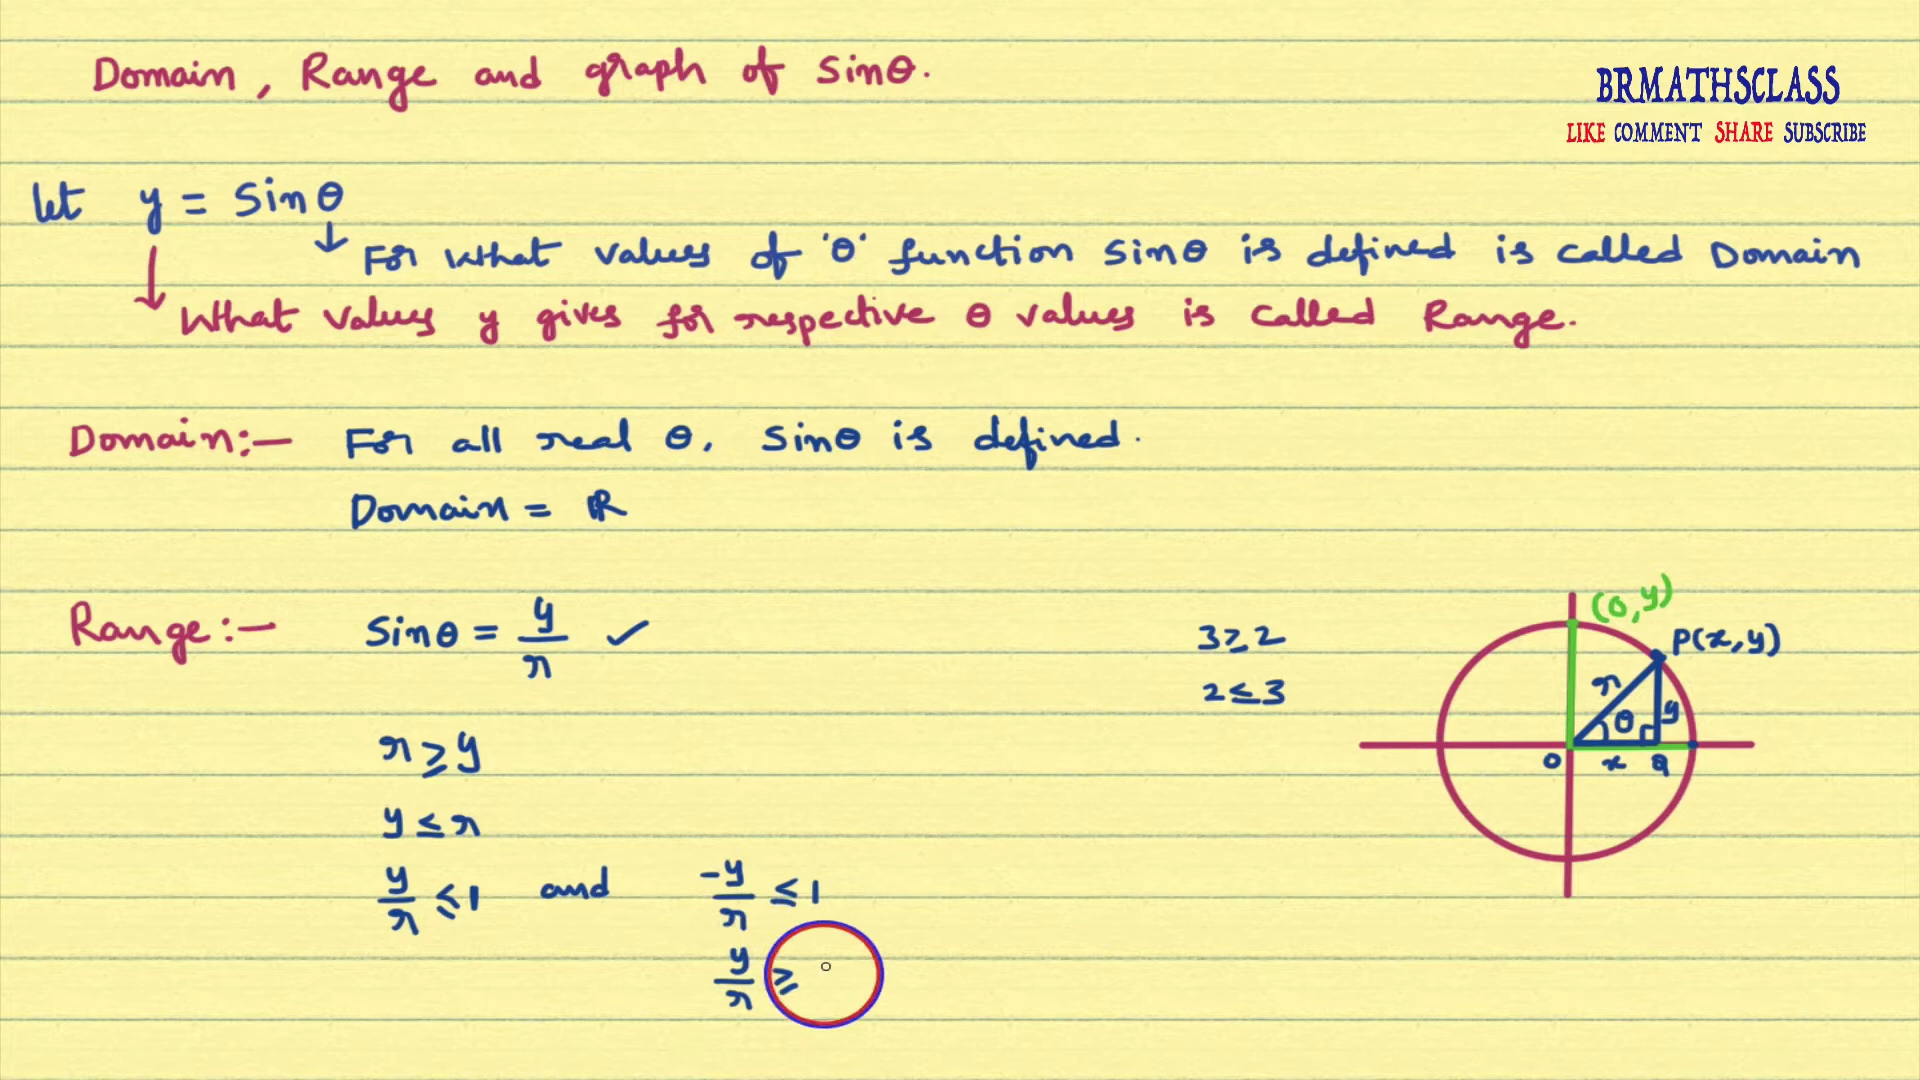 Domain, Range and graph of sinθ.
BRMATHSCLASS
LIKE COMMENT SHARE SUBSCRIBE
let y = Sinθ
↓ For what values of 'θ' function sinθ is defined is called Domain
↓ What values y gives for respective θ values is called Range.
Domain:— For all real θ, sinθ is defined.
Domain = R
Range:— Sinθ = y/r ✓
3≥2
2≤3
r ≥ y
y ≤ r
y/r ≤ 1 and -y/r ≤ 1
y/r ≥
(0,y)
P(x,y)
r
θ
y
O x Q